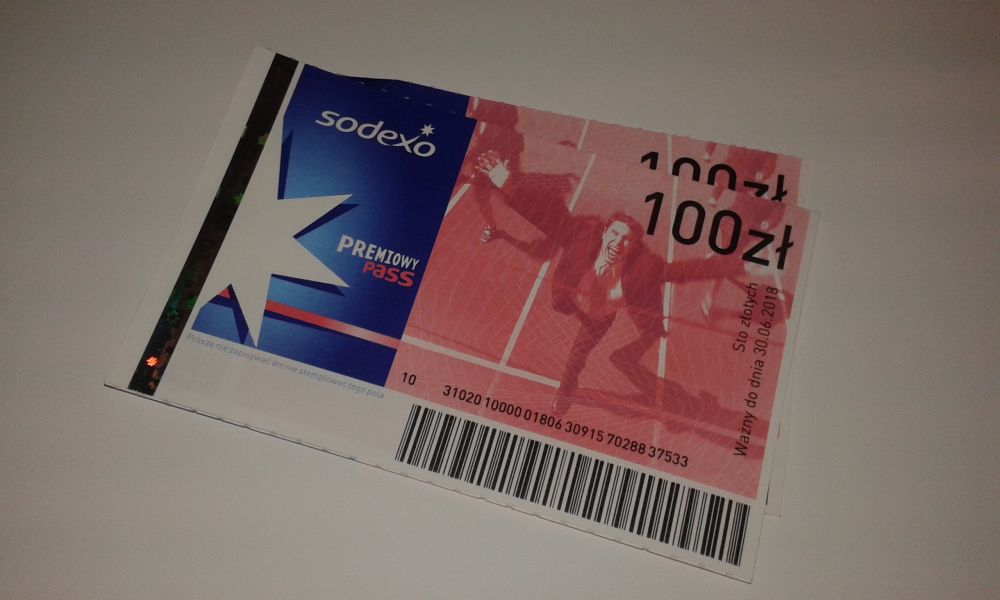 sodexo
PREMIOWY
Pass
Proszę nie zapisywać ani nie stemplować tego pola
100zł
100zł
Sto złotych
Ważny do dnia 30.06.2018
10 31020 10000 01806 30915 70288 37533